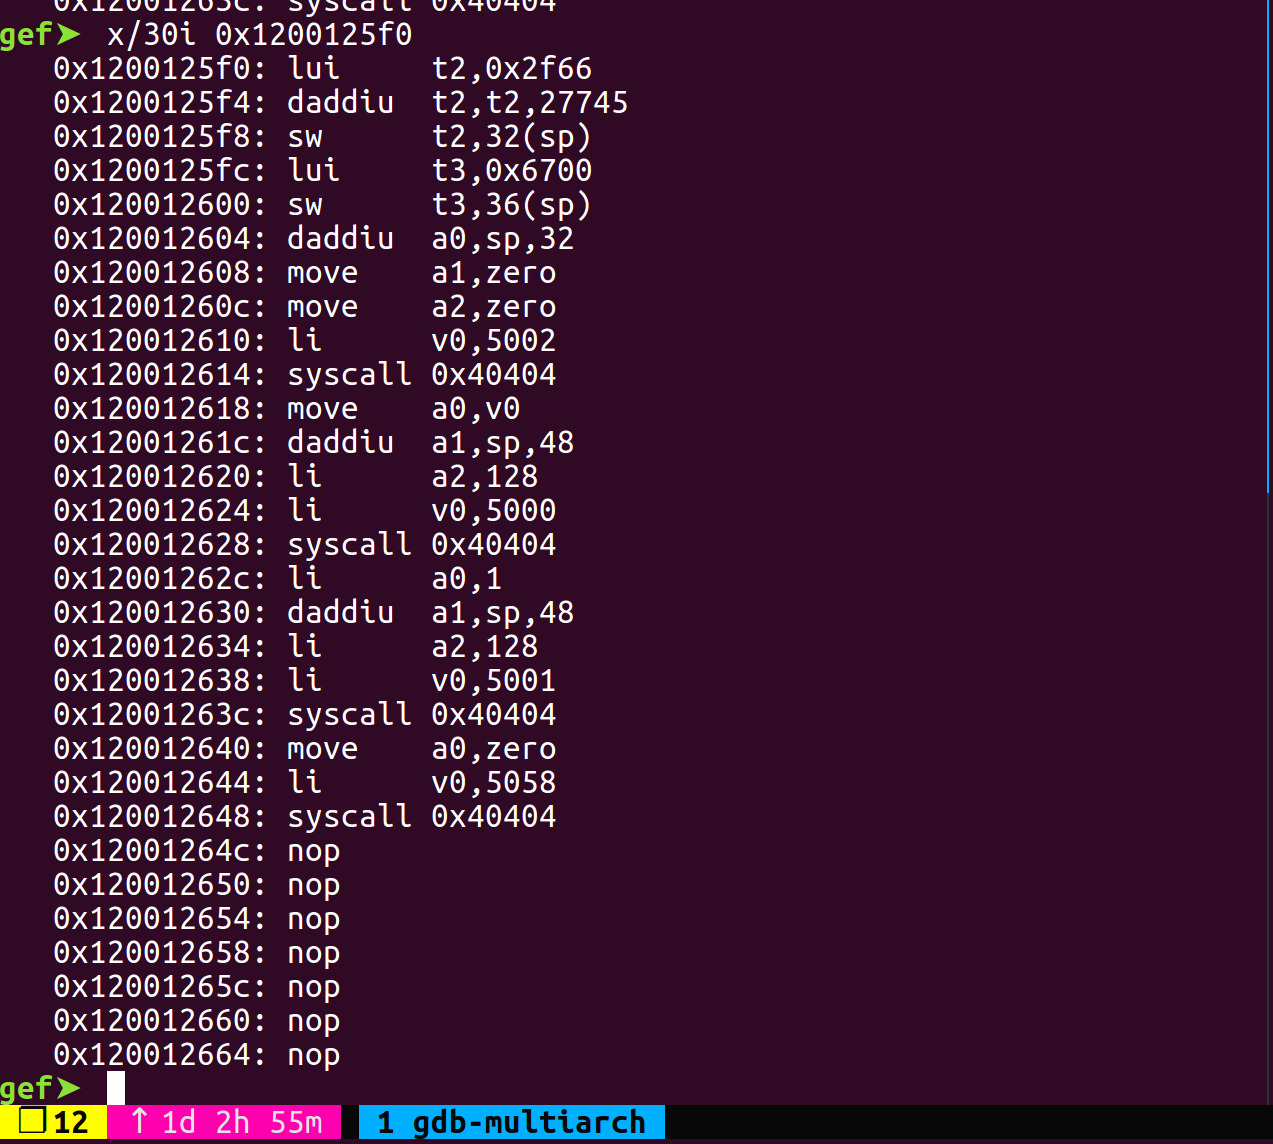 0x12001263c: syscall 0x40404
gef➤ x/30i 0x1200125f0
0x1200125f0: lui t2,0x2f66
0x1200125f4: daddiu t2,t2,27745
0x1200125f8: sw t2,32(sp)
0x1200125fc: lui t3,0x6700
0x120012600: sw t3,36(sp)
0x120012604: daddiu a0,sp,32
0x120012608: move a1,zero
0x12001260c: move a2,zero
0x120012610: li v0,5002
0x120012614: syscall 0x40404
0x120012618: move a0,v0
0x12001261c: daddiu a1,sp,48
0x120012620: li a2,128
0x120012624: li v0,5000
0x120012628: syscall 0x40404
0x12001262c: li a0,1
0x120012630: daddiu a1,sp,48
0x120012634: li a2,128
0x120012638: li v0,5001
0x12001263c: syscall 0x40404
0x120012640: move a0,zero
0x120012644: li v0,5058
0x120012648: syscall 0x40404
0x12001264c: nop
0x120012650: nop
0x120012654: nop
0x120012658: nop
0x12001265c: nop
0x120012660: nop
0x120012664: nop
gef➤
❐ 12 ↑ 1d 2h 55m 1 gdb-multiarch